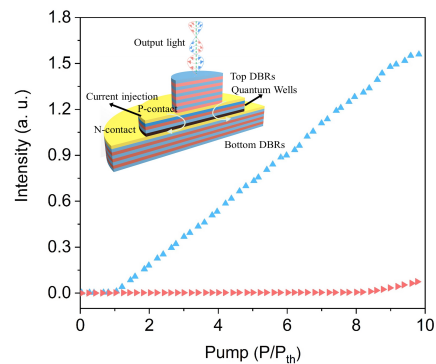 1.8
1.5
1.2
0.9
0.6
0.3
0.0
Intensity (a. u.)
Output light
Top DBRs
Current injection
Quantum Wells
P-contact
N-contact
Bottom DBRs
0 2 4 6 8 10
Pump (P/Pth)